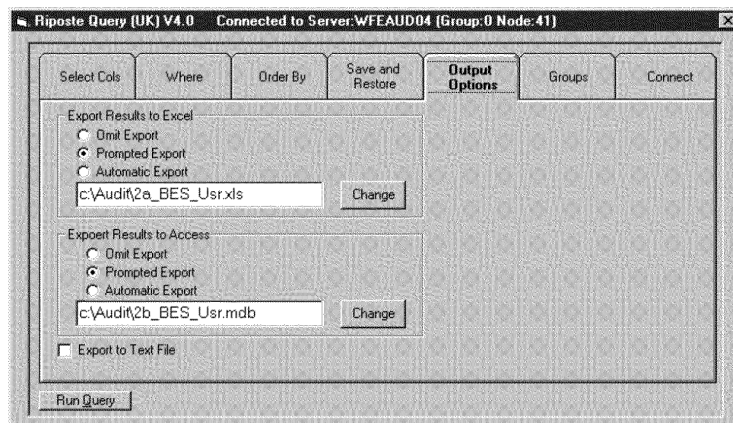 Riposte Query (UK) V4.0 Connected to Server:WFEAUD04 (Group:0 Node:41)
Select Cols Where Order By Save and Restore Output Options Groups Connect
Export Results to Excel
Omit Export
Prompted Export
Automatic Export
c:\Audit\2a_BES_Usr.xls Change
Expoert Results to Access
Omit Export
Prompted Export
Automatic Export
c:\Audit\2b_BES_Usr.mdb Change
Export to Text File
Run Query